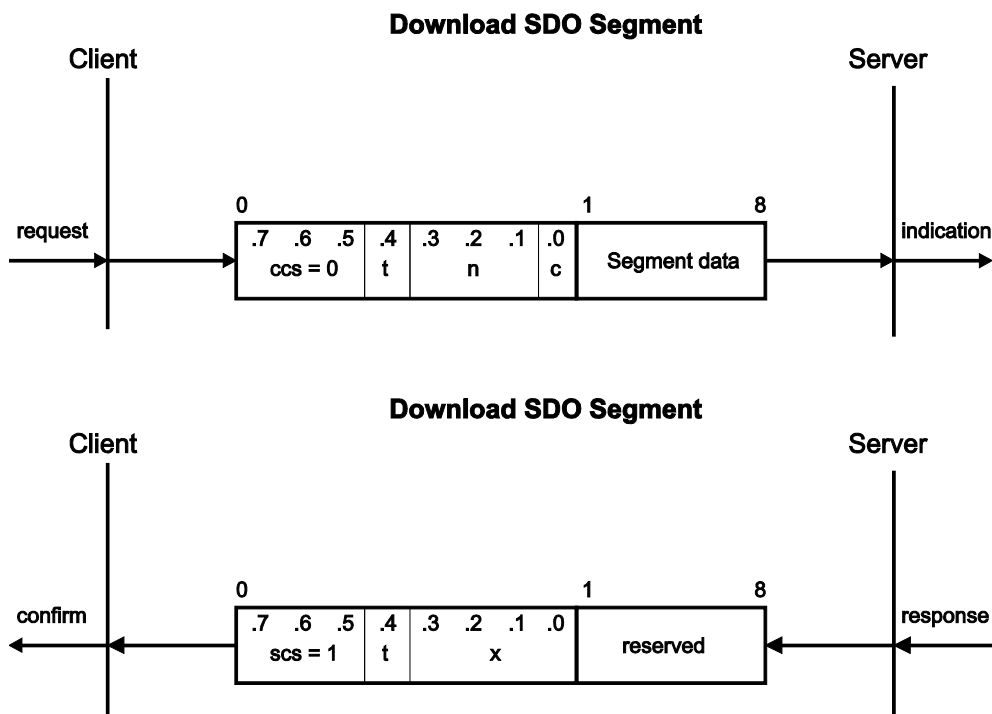 Download SDO Segment
Client Server
0 1 8
request .7 .6 .5 .4 .3 .2 .1 .0 indication
ccs = 0 t n c Segment data
Download SDO Segment
Client Server
0 1 8
confirm .7 .6 .5 .4 .3 .2 .1 .0 response
scs = 1 t x reserved